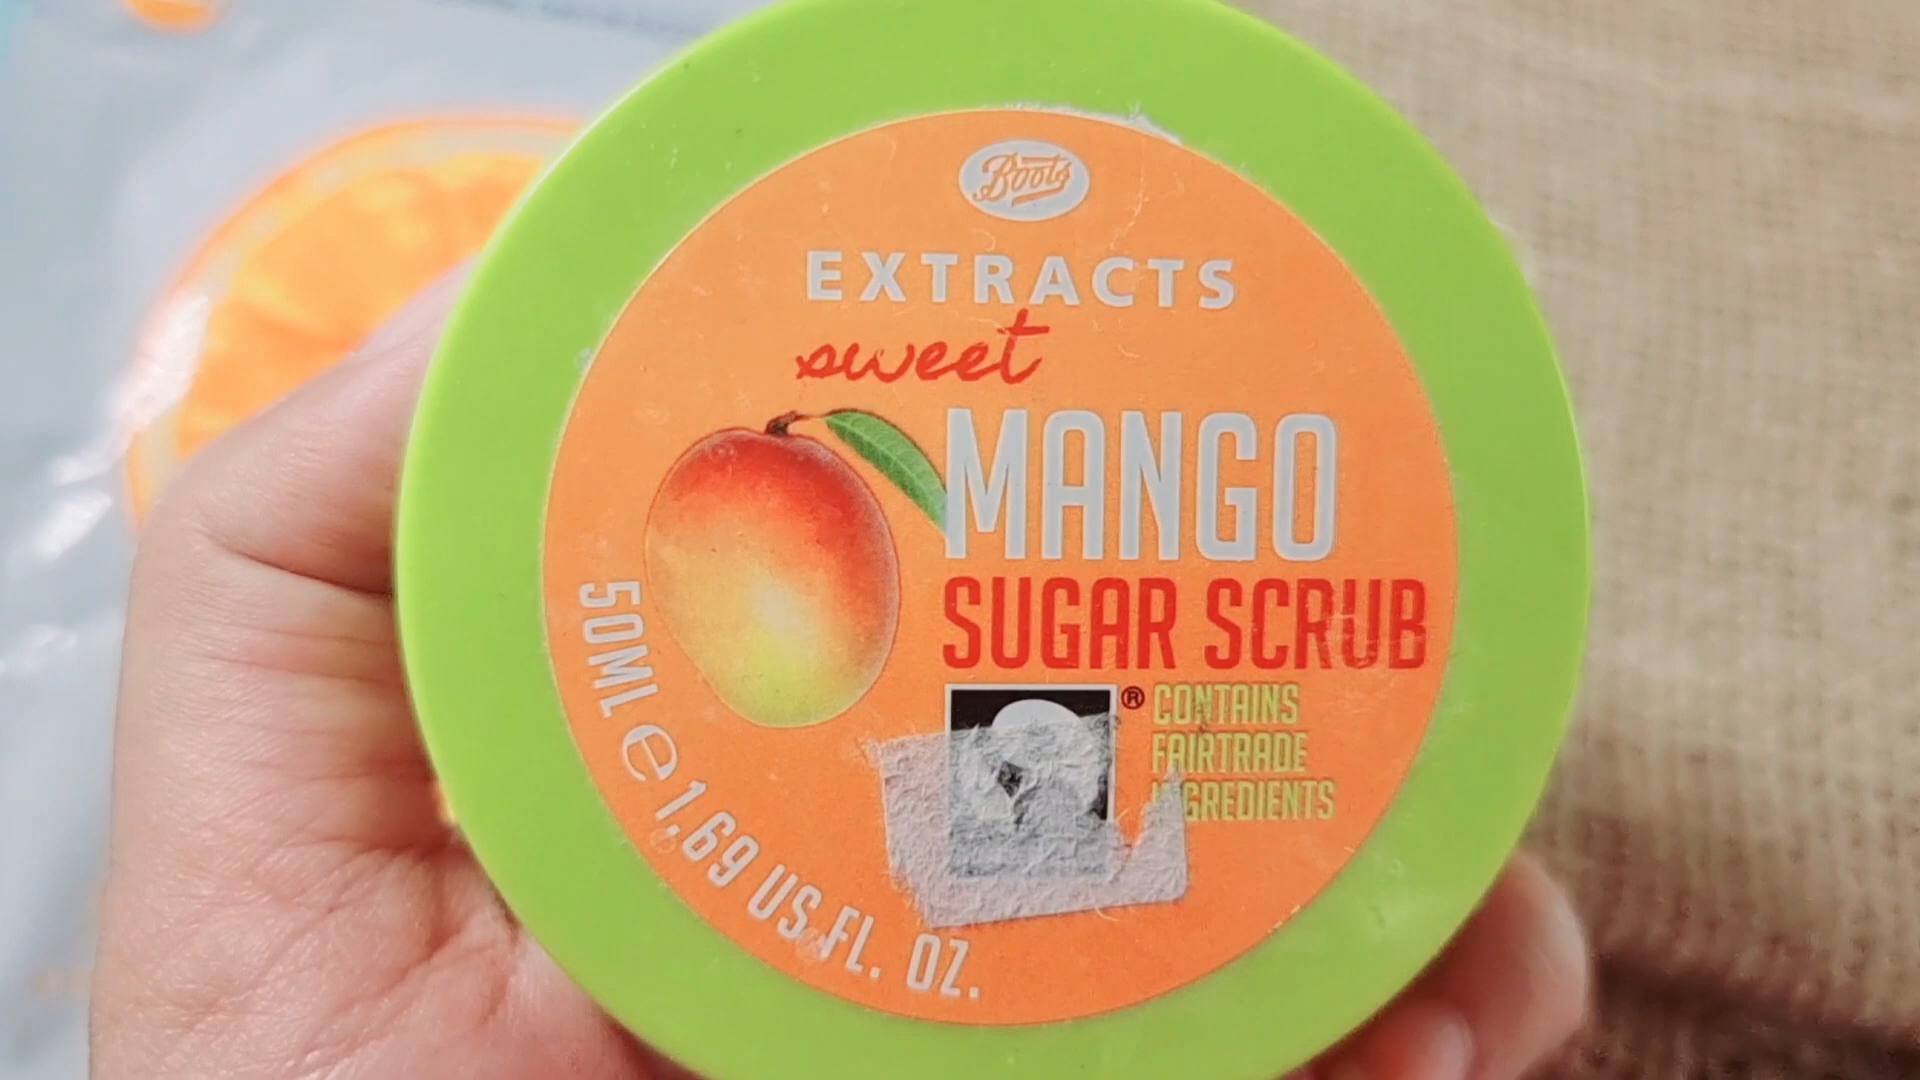 Boots
EXTRACTS
sweet
MANGO
SUGAR SCRUB
® CONTAINS
FAIRTRADE
INGREDIENTS
50ML e 1.69 US FL. OZ.